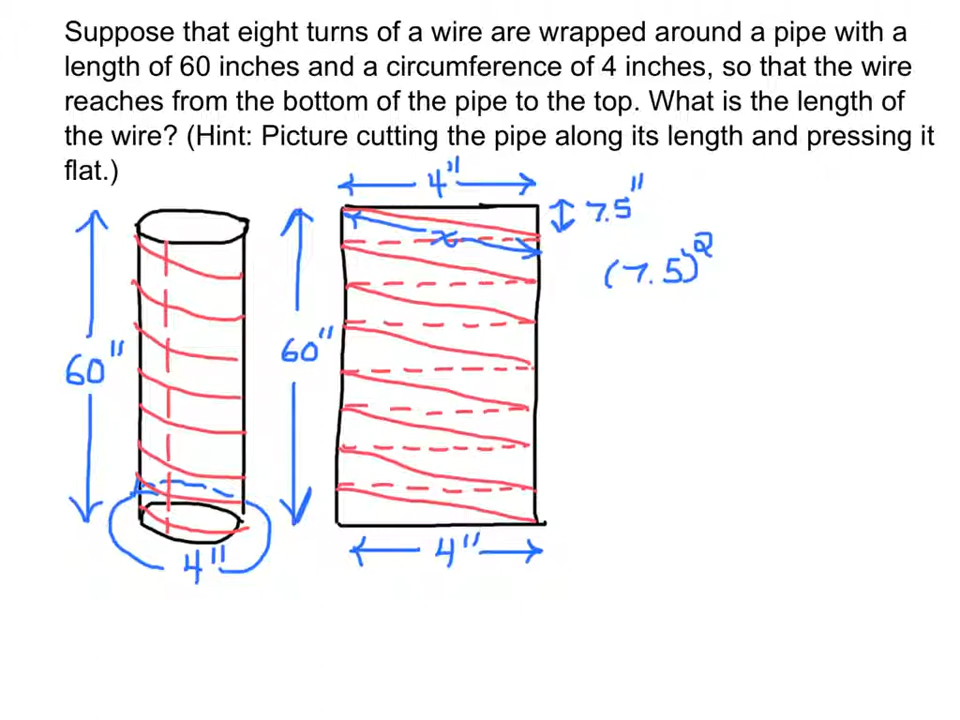 Suppose that eight turns of a wire are wrapped around a pipe with a
length of 60 inches and a circumference of 4 inches, so that the wire
reaches from the bottom of the pipe to the top. What is the length of
the wire? (Hint: Picture cutting the pipe along its length and pressing it
flat.)
4"
7.5"
x
(7.5)²
60"
60"
4"
4"